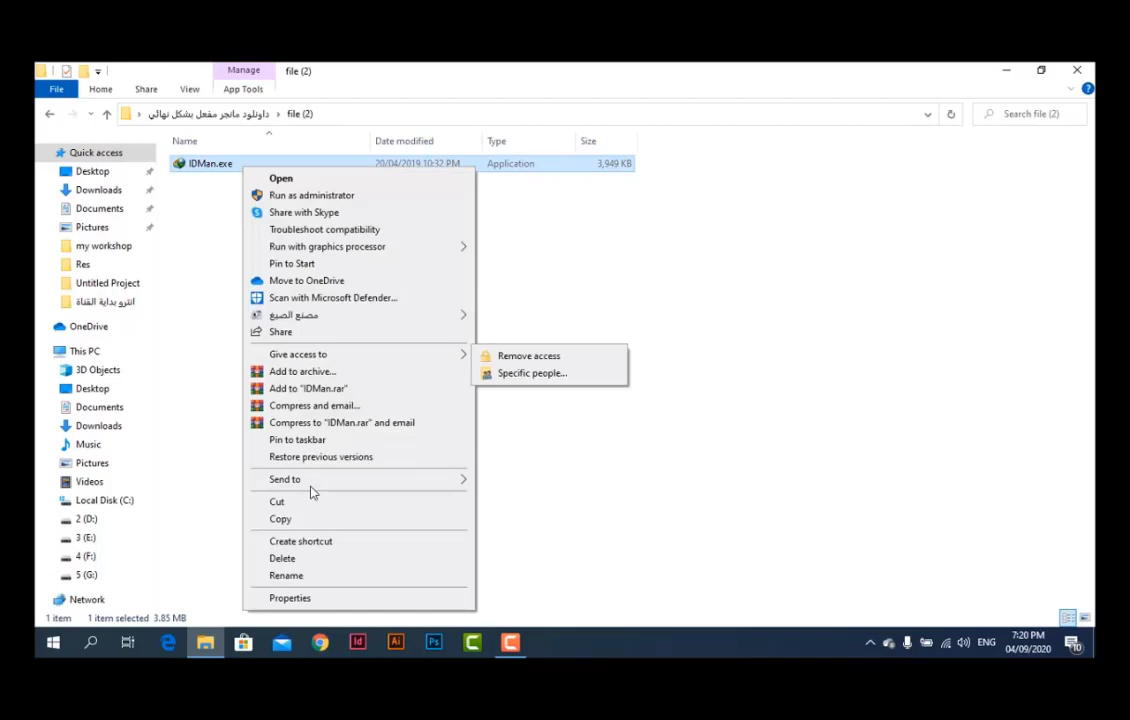 Manage
file (2)
File
Home
Share
View
App Tools
داونلود مانجر مفعل بشكل نهائي
file (2)
Search file (2)
Name
Date modified
Type
Size
IDMan.exe
20/04/2019 10:32 PM
Application
3,949 KB
Quick access
Desktop
Downloads
Documents
Pictures
my workshop
Res
Untitled Project
انترو بداية القناة
OneDrive
This PC
3D Objects
Desktop
Documents
Downloads
Music
Pictures
Videos
Local Disk (C:)
2 (D:)
3 (E:)
4 (F:)
5 (G:)
Network
Open
Run as administrator
Share with Skype
Troubleshoot compatibility
Run with graphics processor
Pin to Start
Move to OneDrive
Scan with Microsoft Defender...
مصنع الصيغ
Share
Give access to
Add to archive...
Add to "IDMan.rar"
Compress and email...
Compress to "IDMan.rar" and email
Pin to taskbar
Restore previous versions
Send to
Cut
Copy
Create shortcut
Delete
Rename
Properties
Remove access
Specific people...
1 item
1 item selected 3.85 MB
Id
Ai
Ps
ENG
7:20 PM
04/09/2020
10